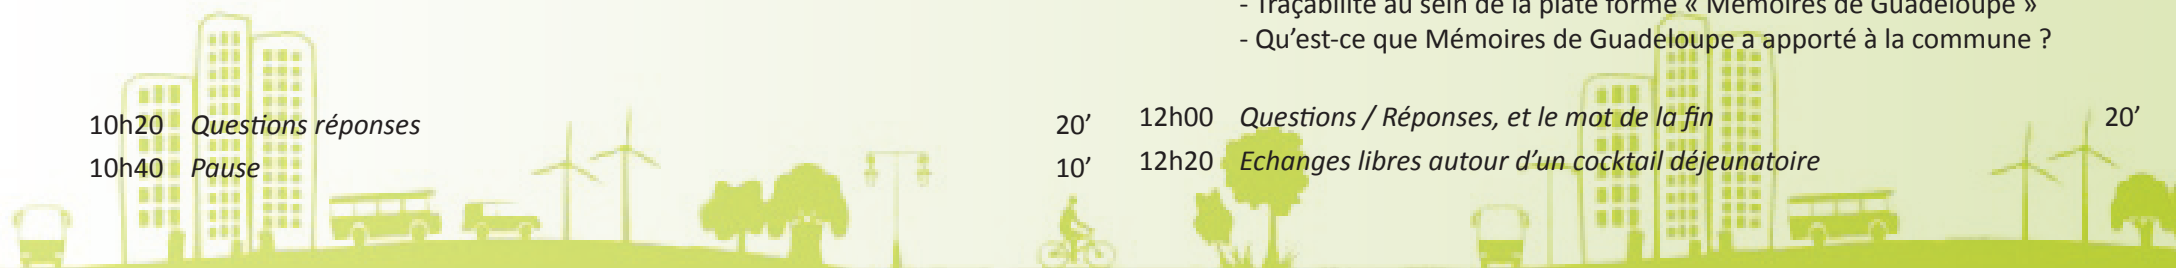 10h20 Questions réponses 20’
10h40 Pause 10’
- Traçabilité au sein de la plate forme « Mémoires de Guadeloupe »
- Qu’est-ce que Mémoires de Guadeloupe a apporté à la commune ?
12h00 Questions / Réponses, et le mot de la fin 20’
12h20 Echanges libres autour d’un cocktail déjeunatoire